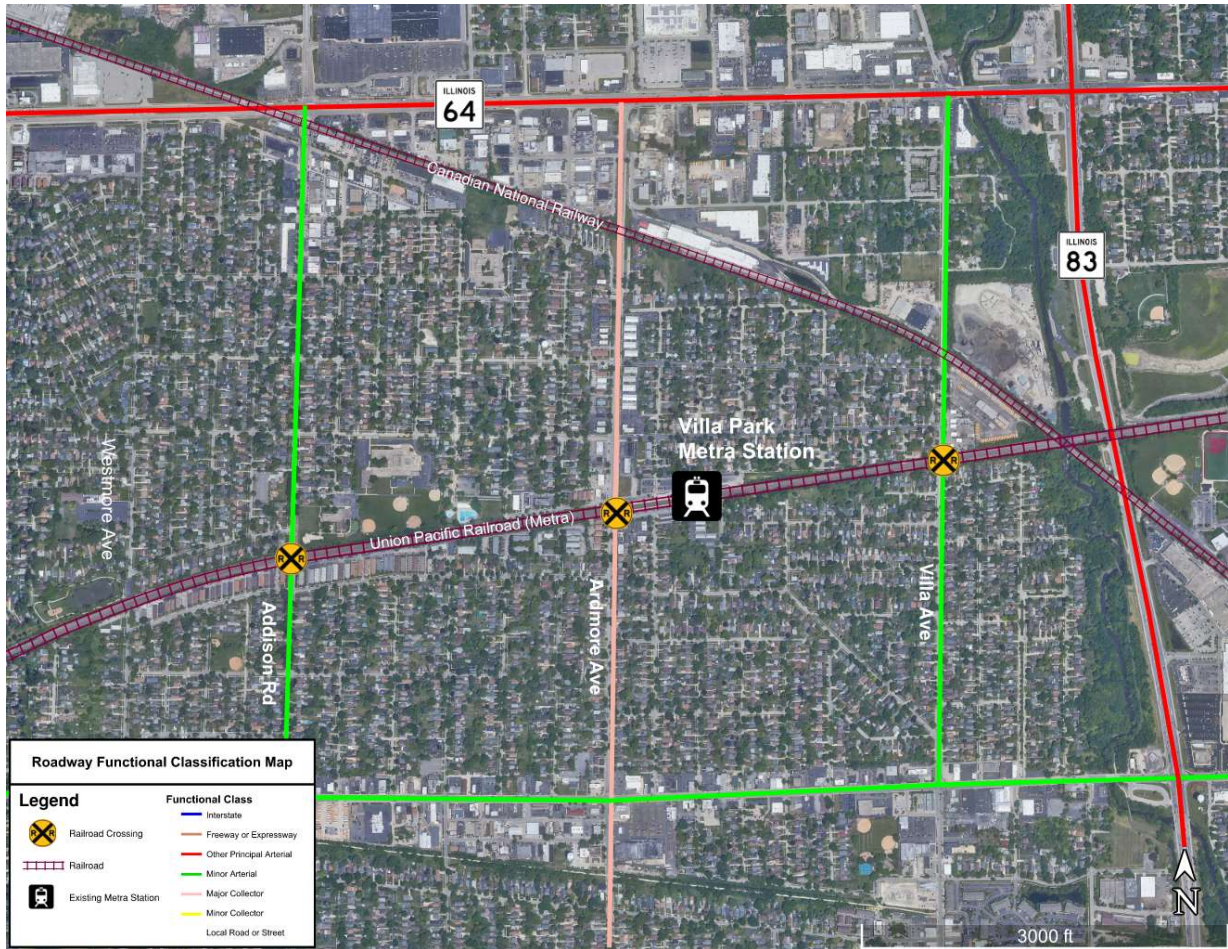 ILLINOIS
64
Canadian National Railway
ILLINOIS
83
Villa Park
Metra Station
Westmore Ave
R R
R R
R R
Union Pacific Railroad (Metra)
Addison Rd
Ardmore Ave
Villa Ave
Roadway Functional Classification Map
Legend
Functional Class
R R
Railroad Crossing
Railroad
Existing Metra Station
Interstate
Freeway or Expressway
Other Principal Arterial
Minor Arterial
Major Collector
Minor Collector
Local Road or Street
N
3000 ft